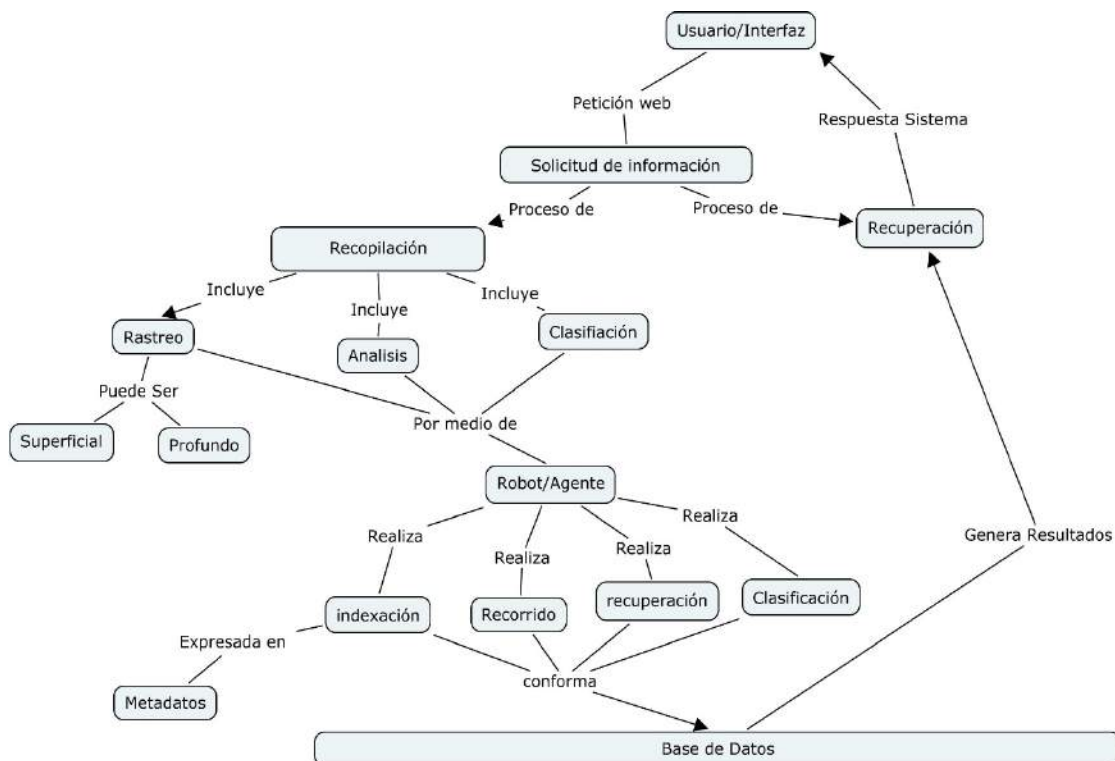 Usuario/Interfaz
Petición web
Respuesta Sistema
Solicitud de información
Proceso de
Proceso de
Recuperación
Recopilación
Incluye
Incluye
Incluye
Rastreo
Analisis
Clasifiación
Puede Ser
Superficial
Profundo
Por medio de
Robot/Agente
Realiza
Realiza
Realiza
Realiza
Genera Resultados
indexación
Recorrido
recuperación
Clasificación
Expresada en
conforma
Metadatos
Base de Datos